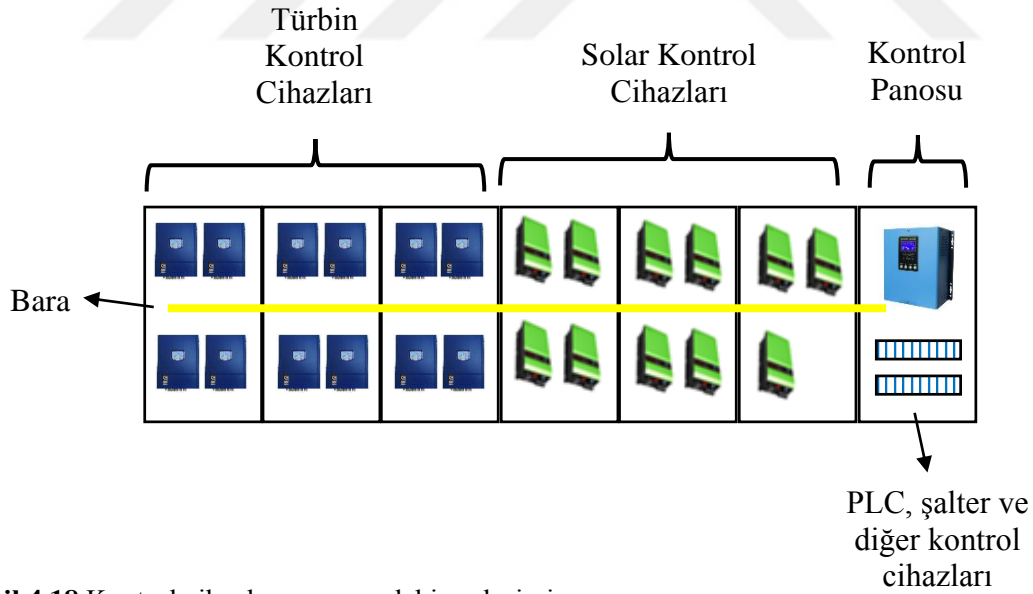 Türbin
Kontrol
Cihazları
Solar Kontrol
Cihazları
Kontrol
Panosu
Bara
PLC, şalter ve
diğer kontrol
cihazları